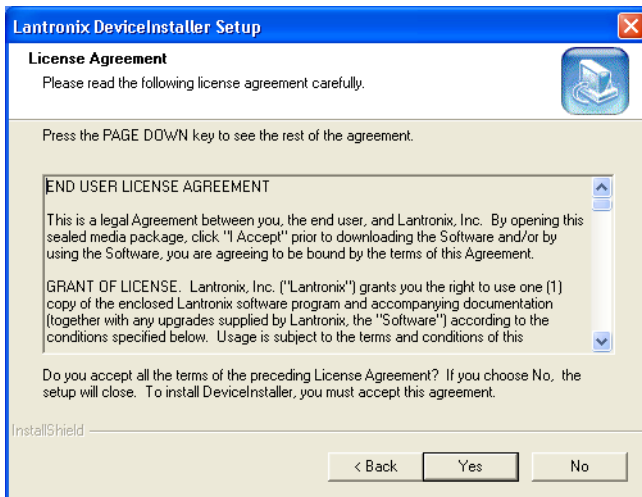 Lantronix DeviceInstaller Setup
License Agreement
Please read the following license agreement carefully.
Press the PAGE DOWN key to see the rest of the agreement.
END USER LICENSE AGREEMENT
This is a legal Agreement between you, the end user, and Lantronix, Inc. By opening this
sealed media package, click "I Accept" prior to downloading the Software and/or by
using the Software, you are agreeing to be bound by the terms of this Agreement.
GRANT OF LICENSE. Lantronix, Inc. ("Lantronix") grants you the right to use one (1)
copy of the enclosed Lantronix software program and accompanying documentation
(together with any upgrades supplied by Lantronix, the "Software") according to the
conditions specified below. Usage is subject to the terms and conditions of this
Do you accept all the terms of the preceding License Agreement? If you choose No, the
setup will close. To install DeviceInstaller, you must accept this agreement.
InstallShield
< Back Yes No